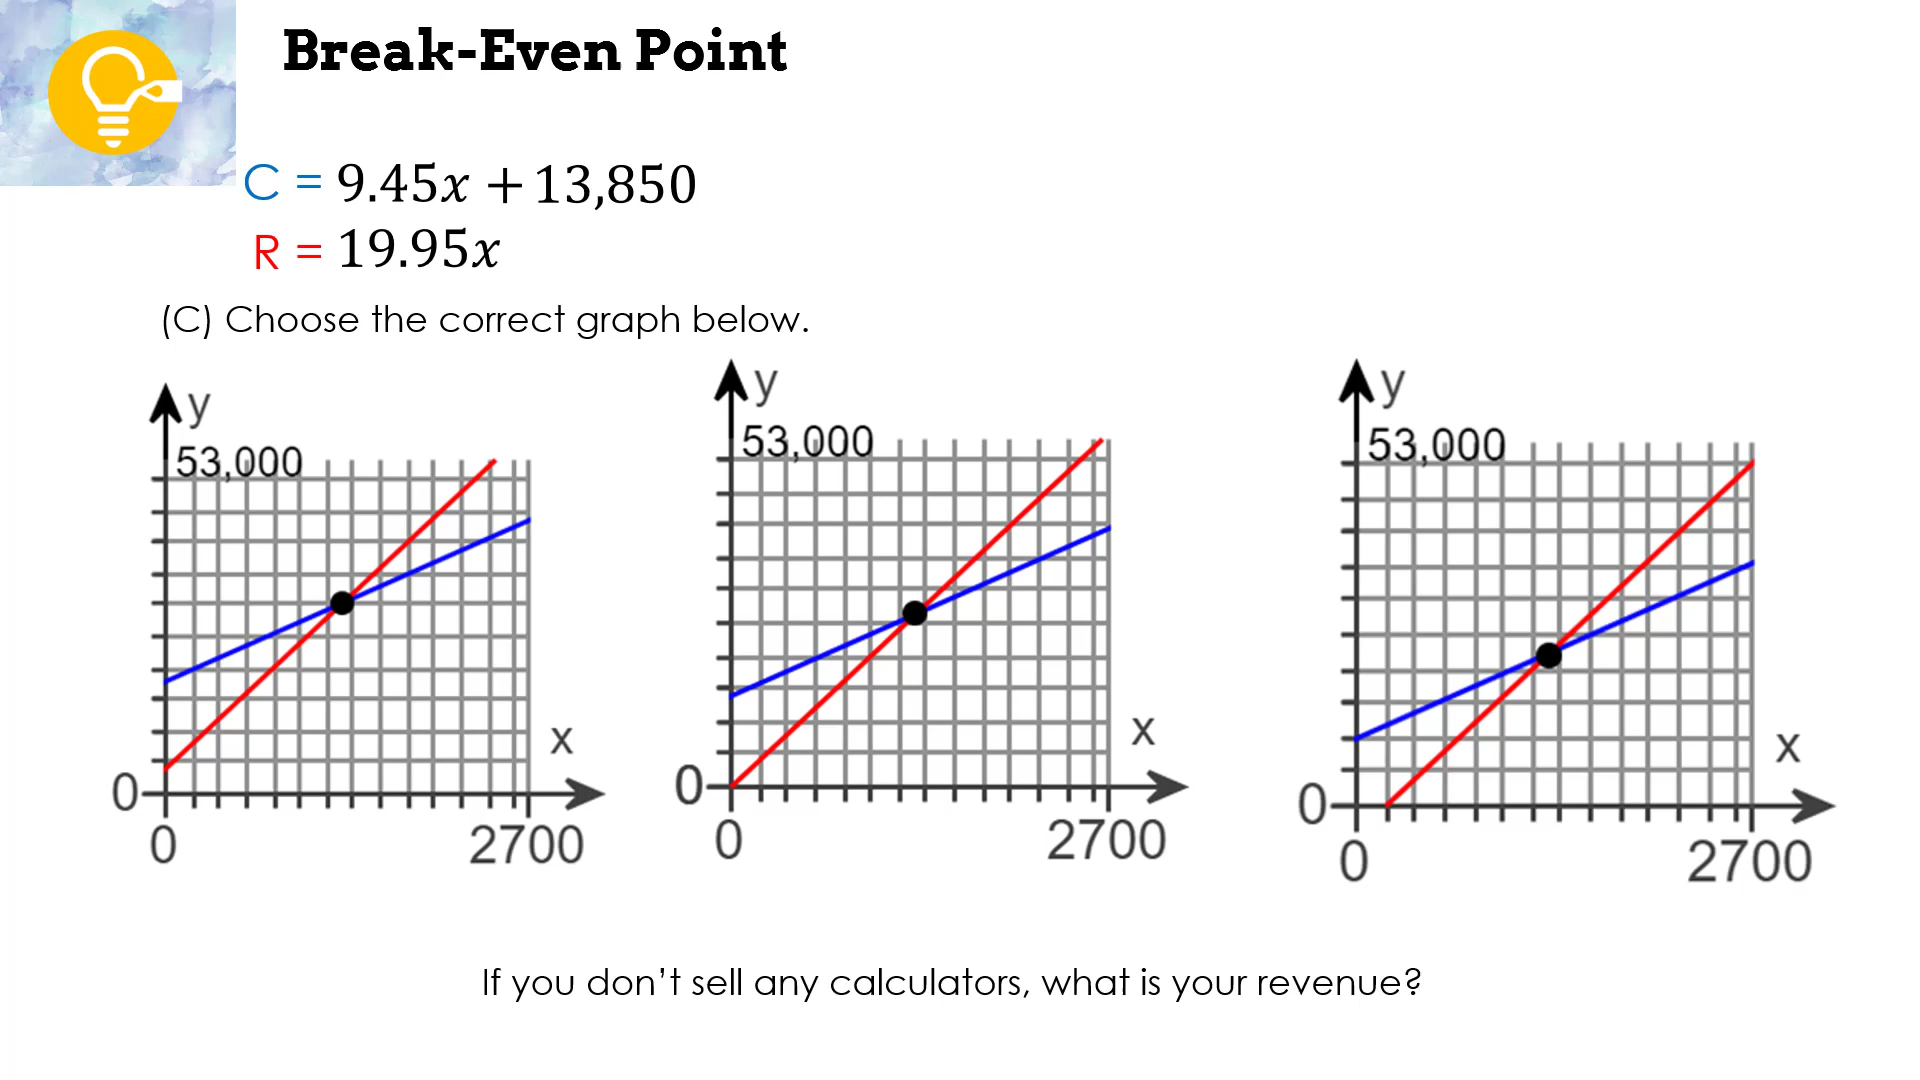 Break-Even Point
C = 9.45x + 13,850
R = 19.95x
(C) Choose the correct graph below.
y
53,000
x
0
0
2700
y
53,000
x
0
0
2700
y
53,000
x
0
0
2700
If you don’t sell any calculators, what is your revenue?